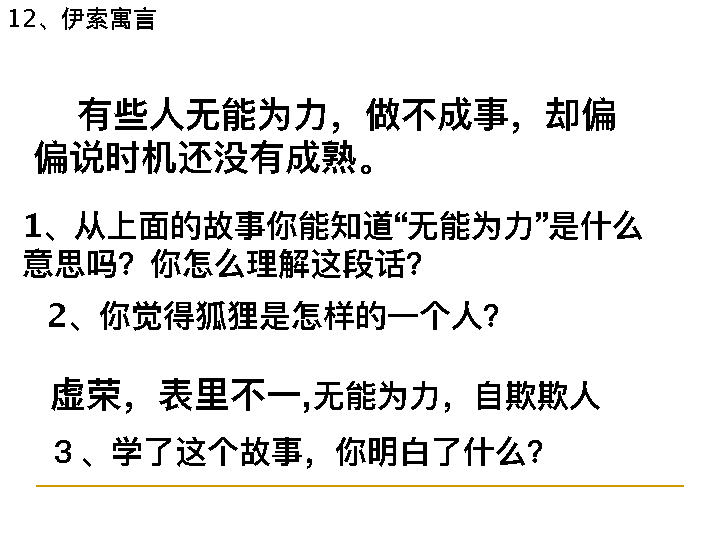 12、伊索寓言
有些人无能为力，做不成事，却偏
偏说时机还没有成熟。
1、从上面的故事你能知道“无能为力”是什么
意思吗？你怎么理解这段话？
2、你觉得狐狸是怎样的一个人？
虚荣，表里不一,无能为力，自欺欺人
３、学了这个故事，你明白了什么？